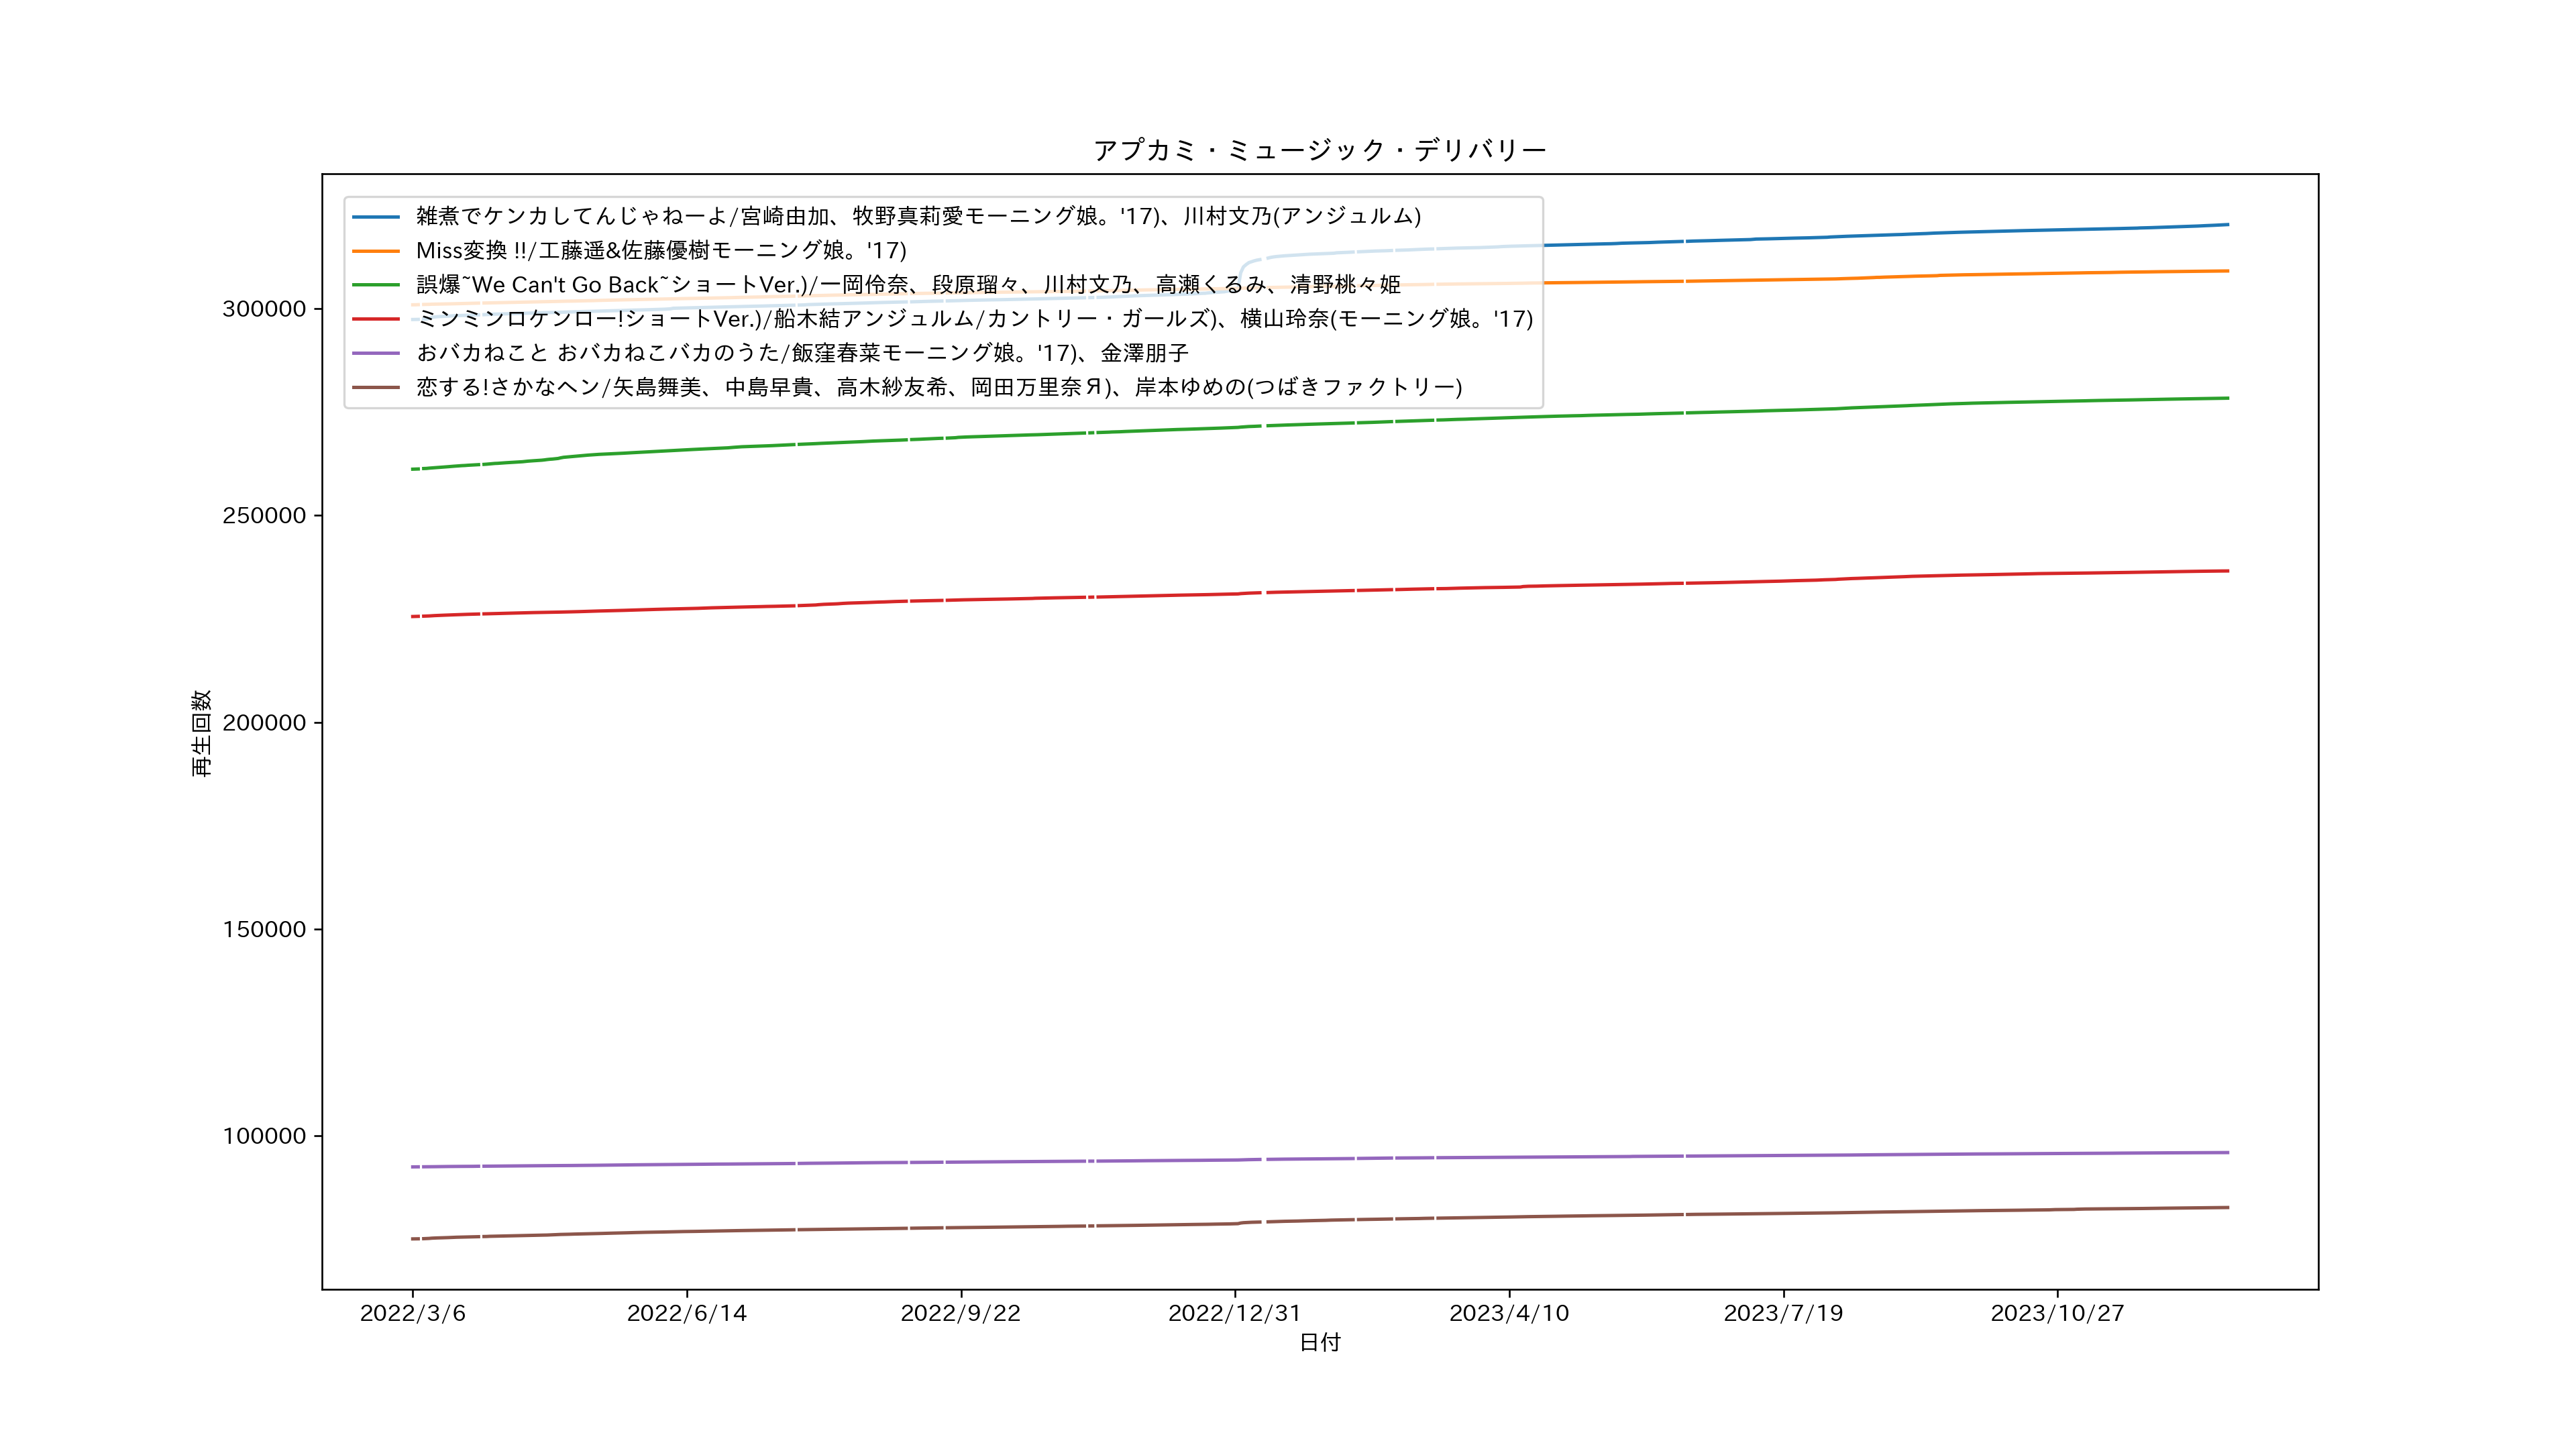 アプカミ・ミュージック・デリバリー
雑煮でケンカしてんじゃねーよ/宮崎由加、牧野真莉愛モーニング娘。'17)、川村文乃(アンジュルム)
Miss変換 !!/工藤遥&佐藤優樹モーニング娘。'17)
誤爆~We Can't Go Back~ショートVer.)/一岡伶奈、段原瑠々、川村文乃、高瀬くるみ、清野桃々姫
ミンミンロケンロー!ショートVer.)/船木結アンジュルム/カントリー・ガールズ)、横山玲奈(モーニング娘。'17)
おバカねこと おバカねこバカのうた/飯窪春菜モーニング娘。'17)、金澤朋子
恋する!さかなヘン/矢島舞美、中島早貴、高木紗友希、岡田万里奈Я)、岸本ゆめの(つばきファクトリー)
300000
250000
200000
150000
100000
再生回数
2022/3/6
2022/6/14
2022/9/22
2022/12/31
2023/4/10
2023/7/19
2023/10/27
日付